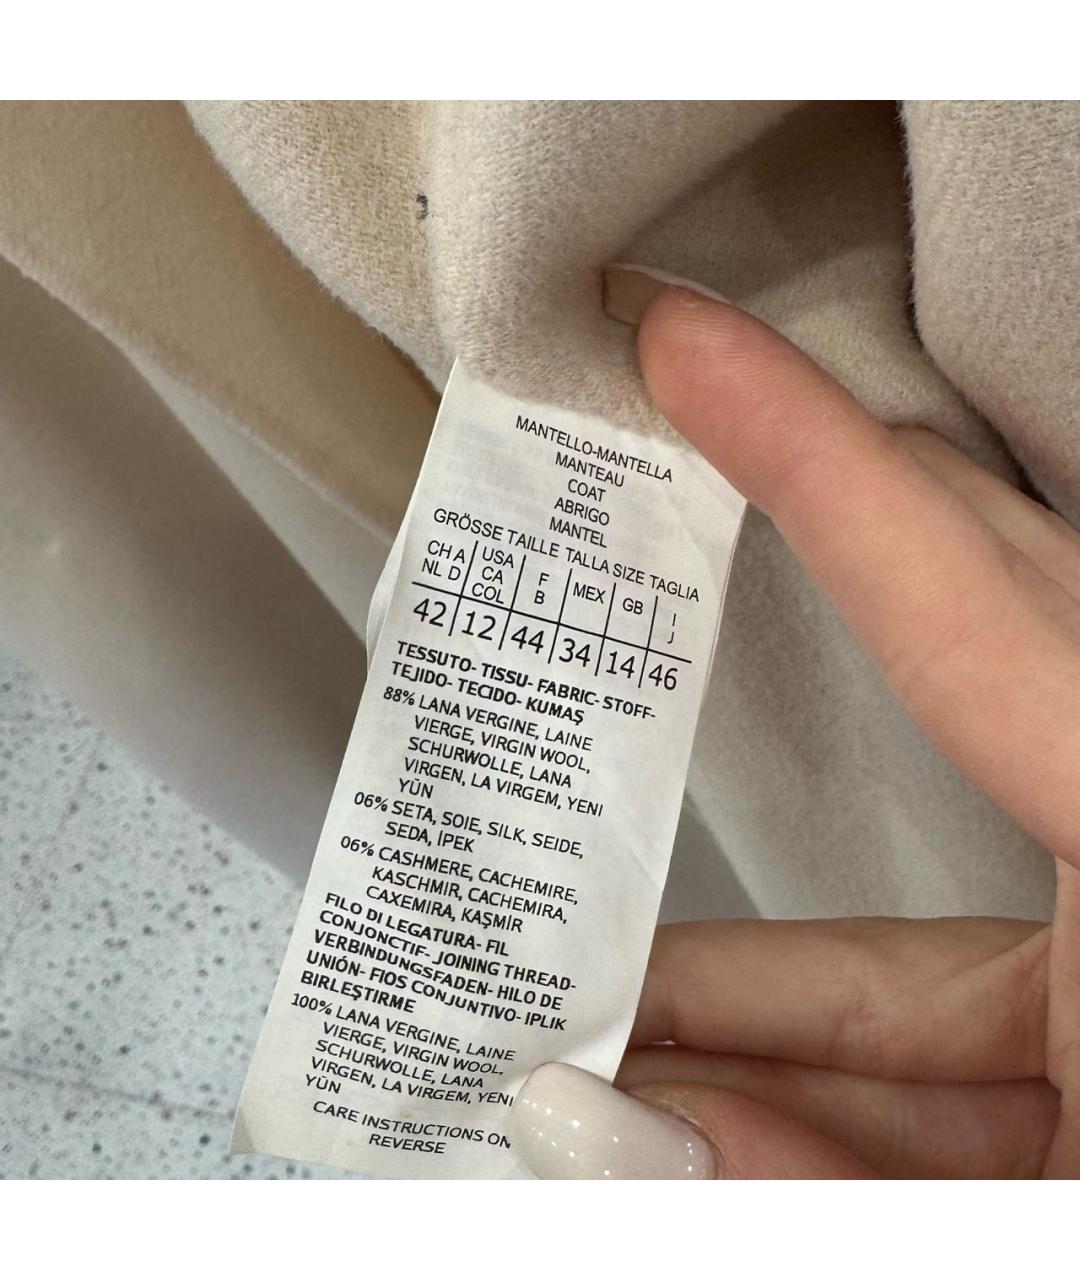 MANTELLO-MANTELLA
MANTEAU
COAT
ABRIGO
MANTEL
GRÖSSE TAILLE TALLA SIZE TAGLIA
CH A USA F MEX GB I
NL D CA B J
COL
42 12 44 34 14 46
TESSUTO- TISSU- FABRIC- STOFF-
TEJIDO- TECIDO- KUMAŞ
88% LANA VERGINE, LAINE
VIERGE, VIRGIN WOOL,
SCHURWOLLE, LANA
VIRGEN, LA VIRGEM, YENI
YÜN
06% SETA, SOIE, SILK, SEIDE,
SEDA, İPEK
06% CASHMERE, CACHEMIRE,
KASCHMIR, CACHEMIRA,
CAXEMIRA, KAŞMİR
FILO DI LEGATURA- FIL
CONJONCTIF- JOINING THREAD-
VERBINDUNGSFADEN- HILO DE
UNIÓN- FIOS CONJUNTIVO- IPLIK
BIRLEŞTIRME
100% LANA VERGINE, LAINE
VIERGE, VIRGIN WOOL,
SCHURWOLLE, LANA
VIRGEN, LA VIRGEM, YENI
YÜN
CARE INSTRUCTIONS ON
REVERSE